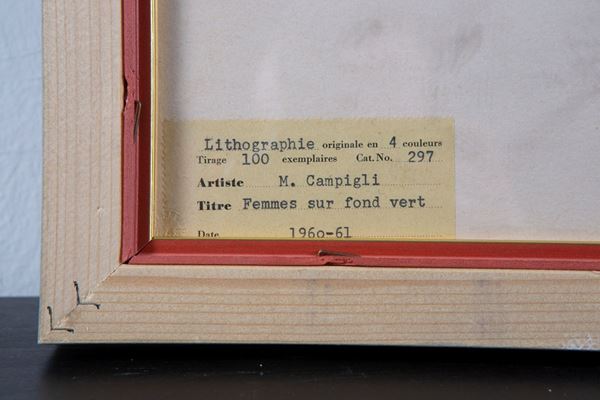 Lithographie originale en 4 couleurs
Tirage 100 exemplaires Cat. No. 297
Artiste M. Campigli
Titre Femmes sur fond vert
Date 1960-61